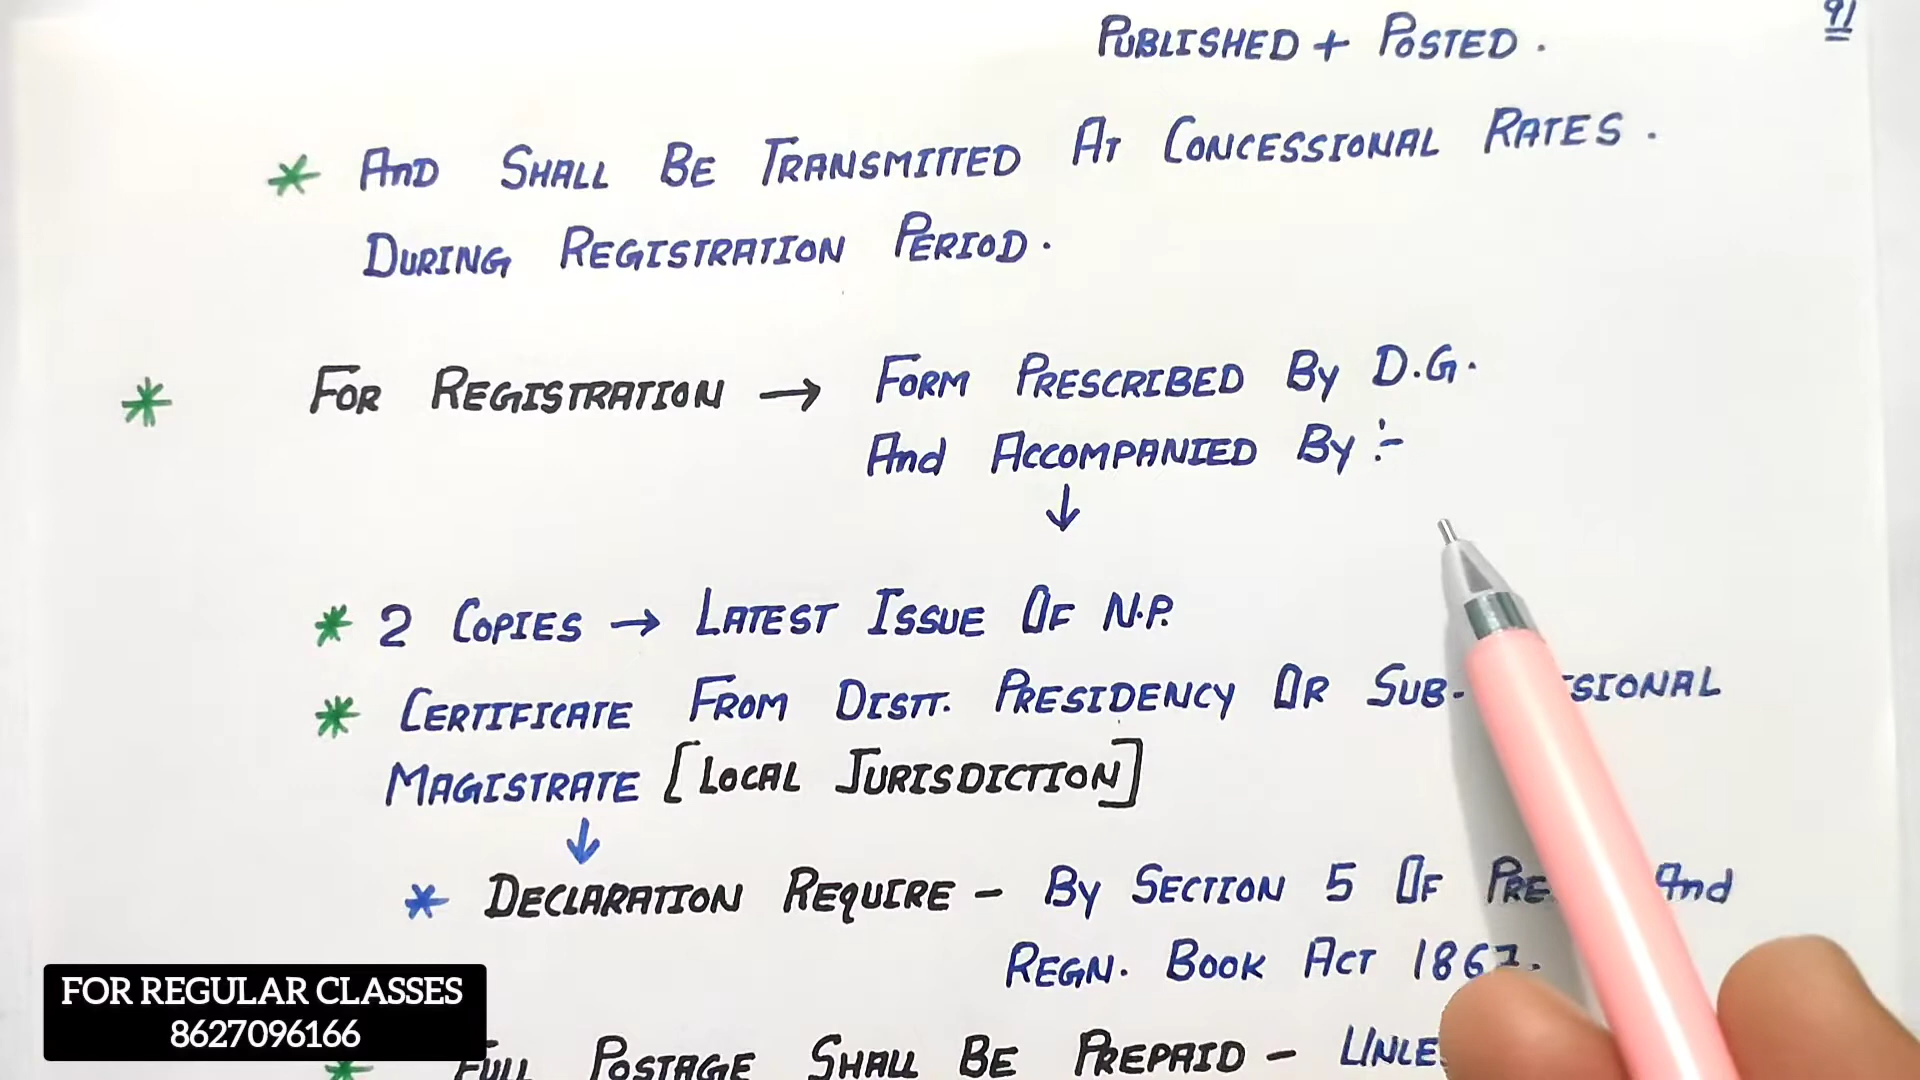 91
PUBLISHED + POSTED.
* AND SHALL BE TRANSMITTED AT CONCESSIONAL RATES.
DURING REGISTRATION PERIOD.
* FOR REGISTRATION → FORM PRESCRIBED BY D.G.
And ACCOMPANIED BY :-
↓
* 2 COPIES → LATEST ISSUE OF N.P.
* CERTIFICATE FROM DISTT. PRESIDENCY OR SUB-
MAGISTRATE [LOCAL JURISDICTION]
↓
* DECLARATION REQUIRE - BY SECTION 5 OF And
REGN. BOOK ACT 1867.
* FULL POSTAGE SHALL BE PREPAID -
FOR REGULAR CLASSES
8627096166